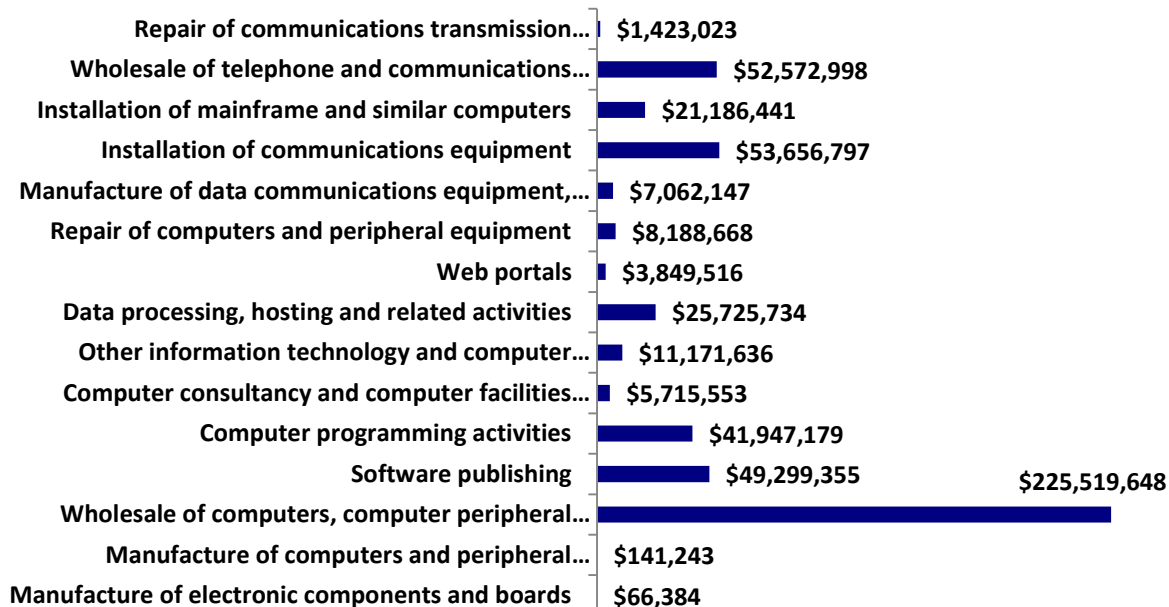 Repair of communications transmission... $1,423,023
Wholesale of telephone and communications... $52,572,998
Installation of mainframe and similar computers $21,186,441
Installation of communications equipment $53,656,797
Manufacture of data communications equipment,... $7,062,147
Repair of computers and peripheral equipment $8,188,668
Web portals $3,849,516
Data processing, hosting and related activities $25,725,734
Other information technology and computer... $11,171,636
Computer consultancy and computer facilities... $5,715,553
Computer programming activities $41,947,179
Software publishing $49,299,355
$225,519,648
Wholesale of computers, computer peripheral...
Manufacture of computers and peripheral... $141,243
Manufacture of electronic components and boards $66,384